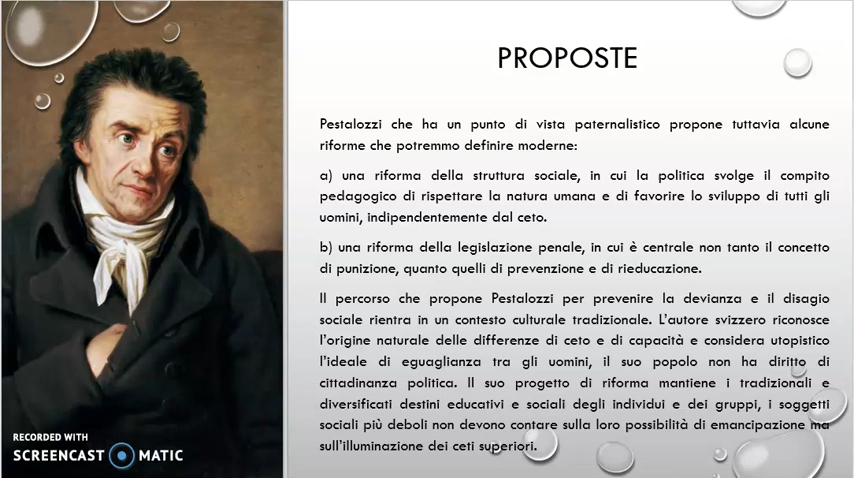 PROPOSTE
Pestalozzi che ha un punto di vista paternalistico propone tuttavia alcune
riforme che potremmo definire moderne:
a) una riforma della struttura sociale, in cui la politica svolge il compito
pedagogico di rispettare la natura umana e di favorire lo sviluppo di tutti gli
uomini, indipendentemente dal ceto.
b) una riforma della legislazione penale, in cui è centrale non tanto il concetto
di punizione, quanto quelli di prevenzione e di rieducazione.
Il percorso che propone Pestalozzi per prevenire la devianza e il disagio
sociale rientra in un contesto culturale tradizionale. L'autore svizzero riconosce
l'origine naturale delle differenze di ceto e di capacità e considera utopistico
l'ideale di eguaglianza tra gli uomini, il suo popolo non ha diritto di
cittadinanza politica. Il suo progetto di riforma mantiene i tradizionali e
diversificati destini educativi e sociali degli individui e dei gruppi, i soggetti
sociali più deboli non devono contare sulla loro possibilità di emancipazione ma
sull'illuminazione dei ceti superiori.
RECORDED WITH
SCREENCAST MATIC